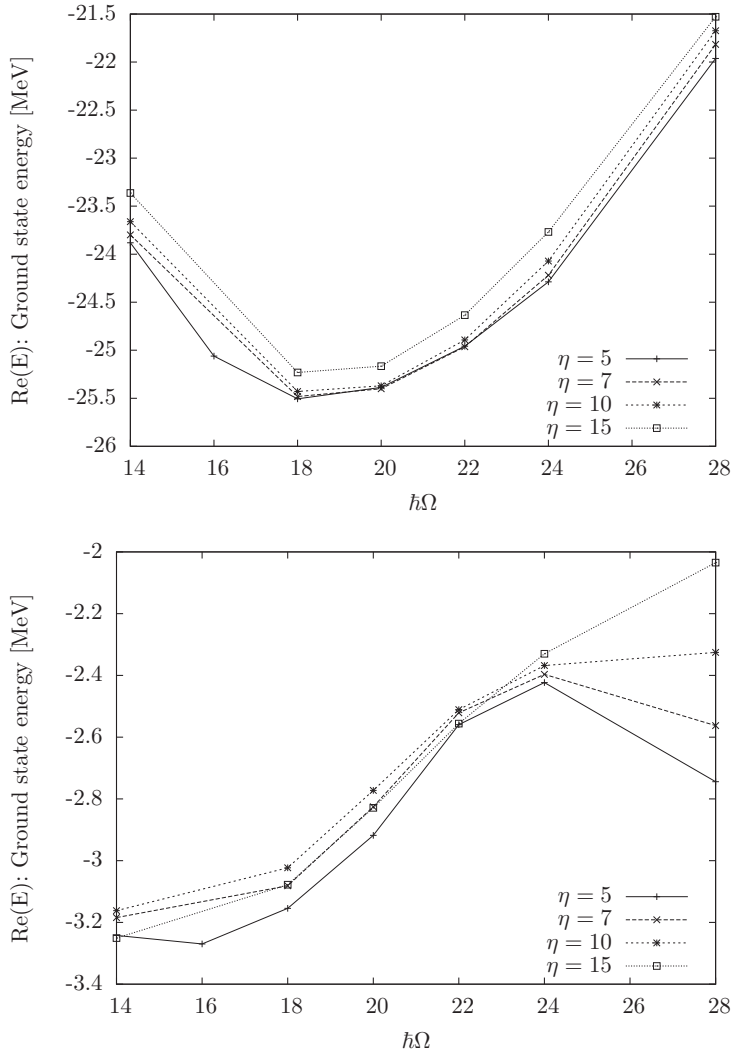 Re(E): Ground state energy [MeV]
-21.5
-22
-22.5
-23
-23.5
-24
-24.5
-25
-25.5
-26
η = 5
η = 7
η = 10
η = 15
14 16 18 20 22 24 26 28
ℏΩ
Re(E): Ground state energy [MeV]
-2
-2.2
-2.4
-2.6
-2.8
-3
-3.2
-3.4
η = 5
η = 7
η = 10
η = 15
14 16 18 20 22 24 26 28
ℏΩ